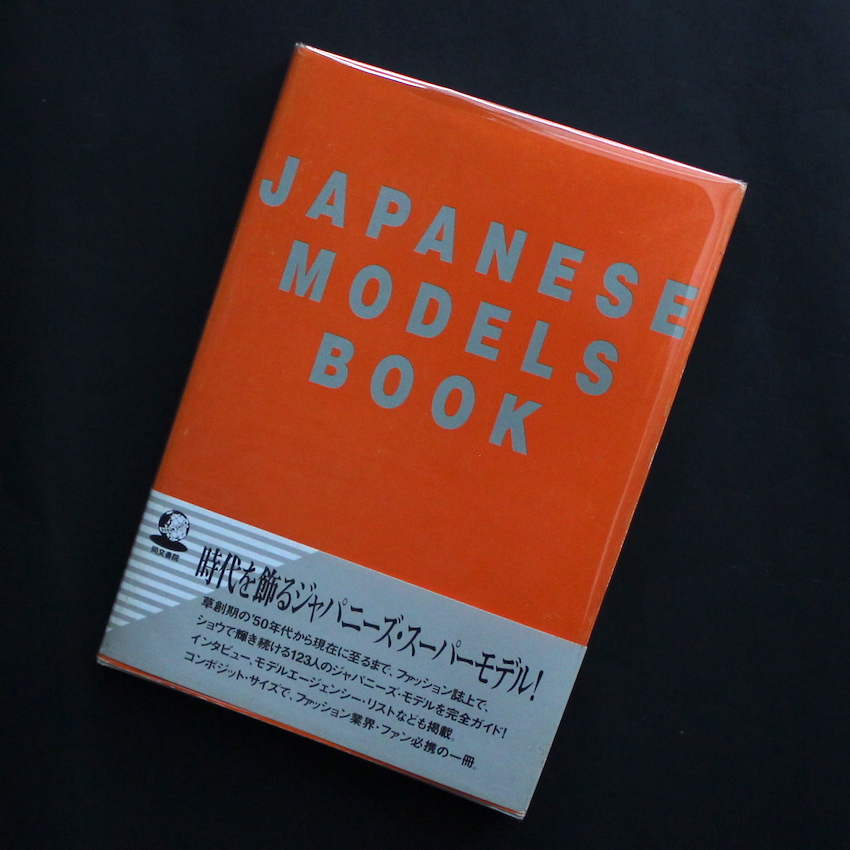 JAPANESE
MODELS
BOOK
同文書院
時代を飾るジャパニーズ・スーパーモデル!
草創期の'50年代から現在に至るまで、ファッション誌上で、
ショウで輝き続ける123人のジャパニーズ・モデルを完全ガイド!
インタビュー、モデルエージェンシー・リストなども掲載。
コンポジット・サイズで、ファッション業界・ファン必携の一冊。